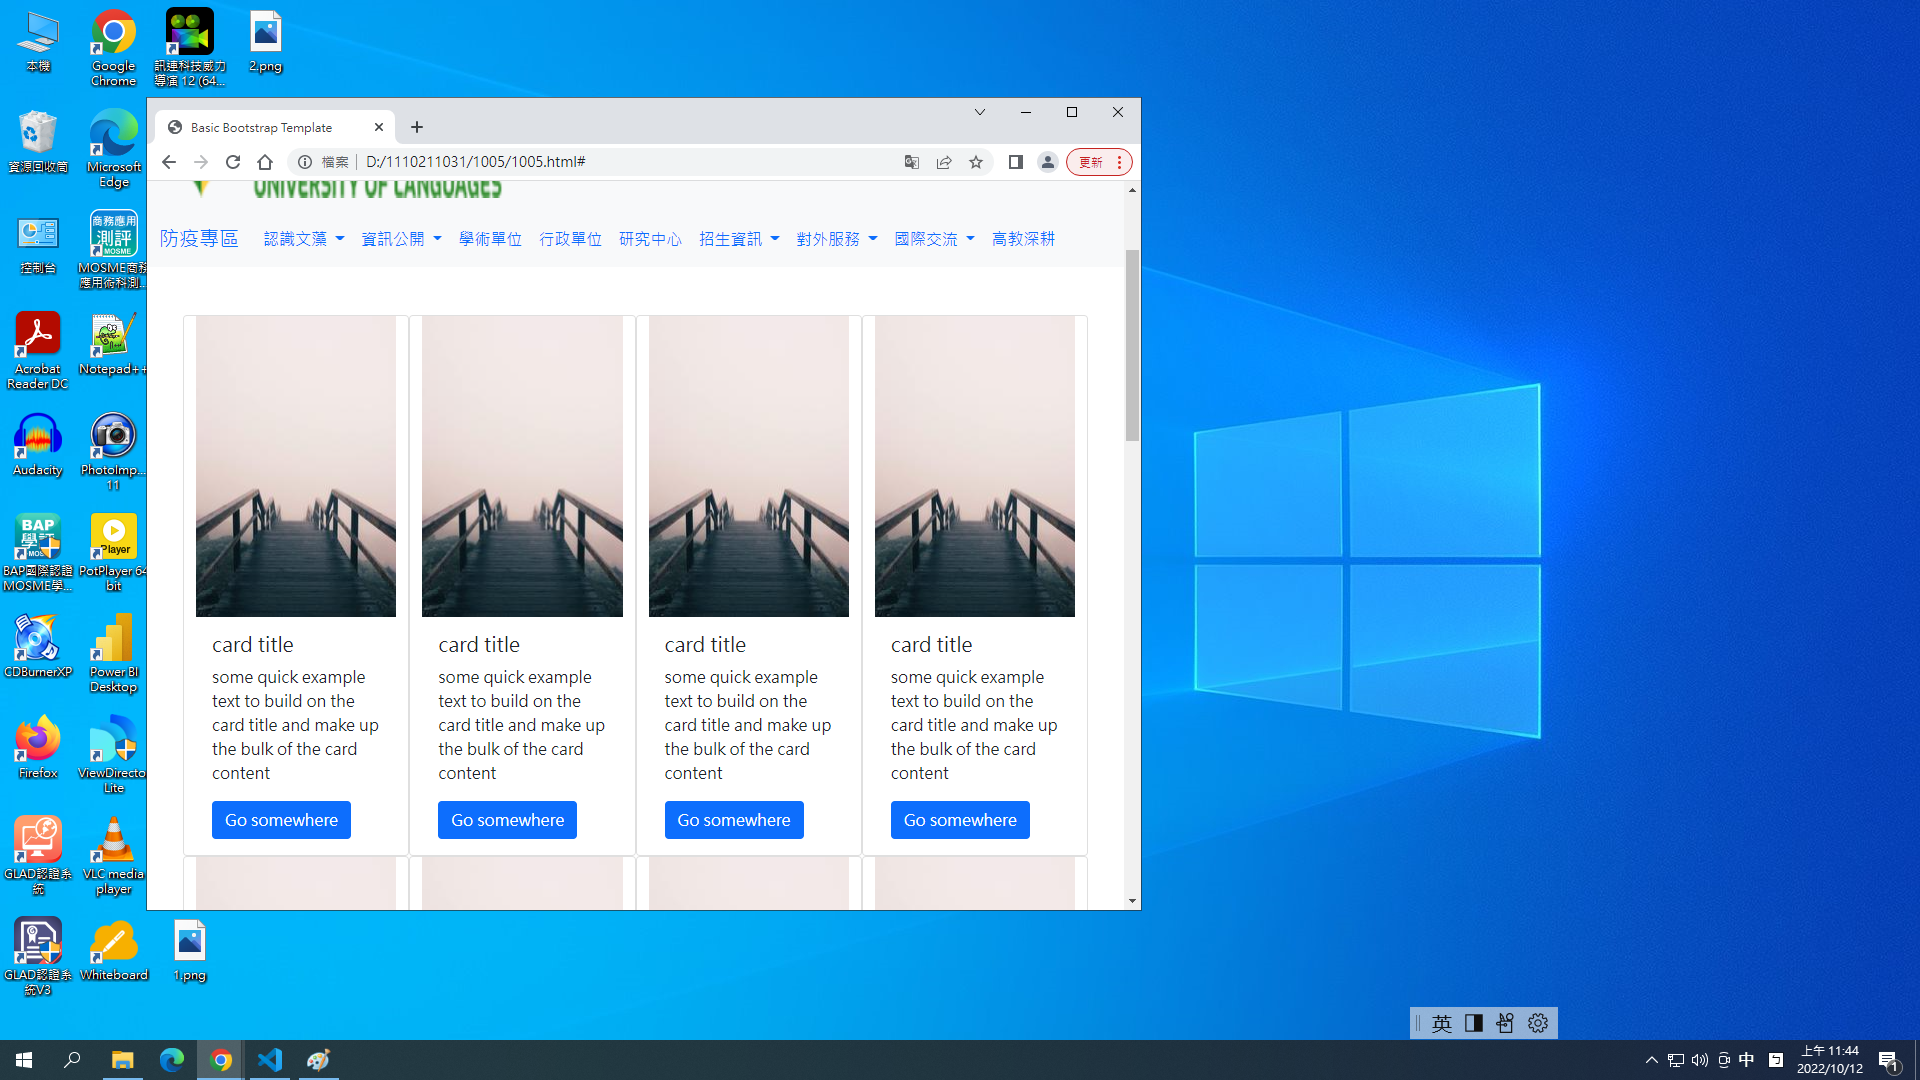 本機
Google
Chrome
訊連科技威力
導演 12 (64...
2.png
資源回收筒
Microsoft
Edge
控制台
商務應用
測評
MOSME
MOSME商務
應用術科測...
Acrobat
Reader DC
Notepad++
Audacity
PhotoImp...
11
BAP
學評
BAP國際認證
MOSME學...
Player
PotPlayer 64
bit
CDBurnerXP
Power BI
Desktop
Firefox
ViewDirecto
Lite
GLAD認證系
統
VLC media
player
GLAD認證系
統V3
Whiteboard
1.png
Basic Bootstrap Template
檔案 D:/1110211031/1005/1005.html#
更新
UNIVERSITY OF LANGUAGES
防疫專區 認識文藻 資訊公開 學術單位 行政單位 研究中心 招生資訊 對外服務 國際交流 高教深耕
card title
some quick example
text to build on the
card title and make up
the bulk of the card
content
Go somewhere
card title
some quick example
text to build on the
card title and make up
the bulk of the card
content
Go somewhere
card title
some quick example
text to build on the
card title and make up
the bulk of the card
content
Go somewhere
card title
some quick example
text to build on the
card title and make up
the bulk of the card
content
Go somewhere
英
中
上午 11:44
2022/10/12
1